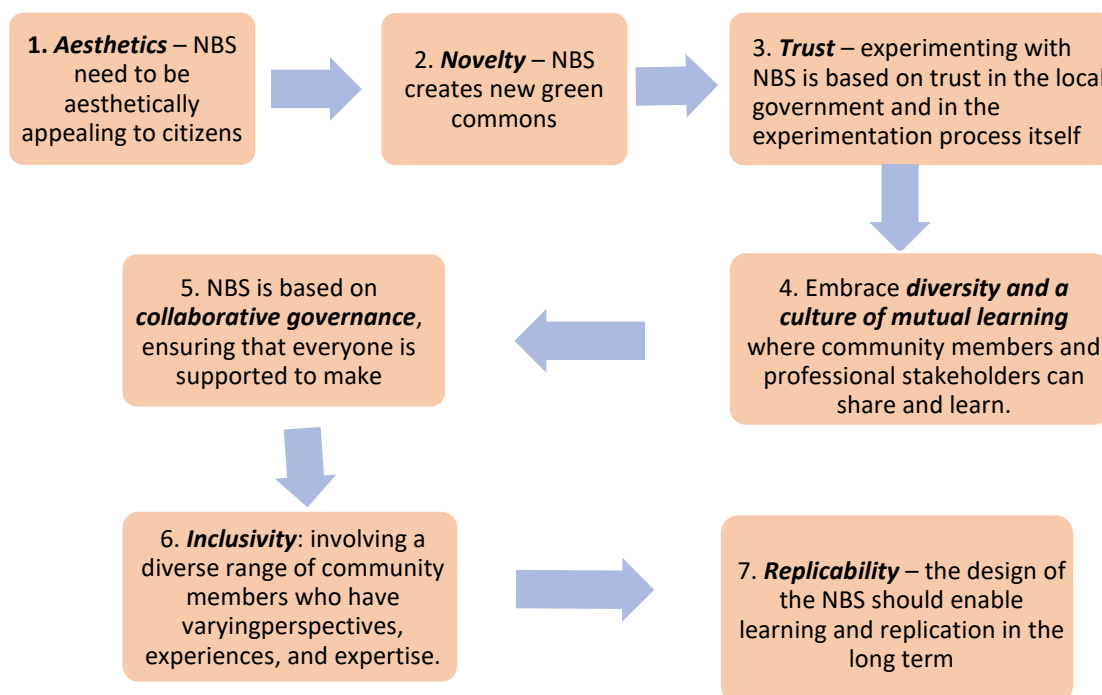 1. Aesthetics – NBS
need to be
aesthetically
appealing to citizens
2. Novelty – NBS
creates new green
commons
3. Trust – experimenting with
NBS is based on trust in the local
government and in the
experimentation process itself
4. Embrace diversity and a
culture of mutual learning
where community members and
professional stakeholders can
share and learn.
5. NBS is based on
collaborative governance,
ensuring that everyone is
supported to make
6. Inclusivity: involving a
diverse range of community
members who have
varyingperspectives,
experiences, and expertise.
7. Replicability – the design of
the NBS should enable
learning and replication in the
long term